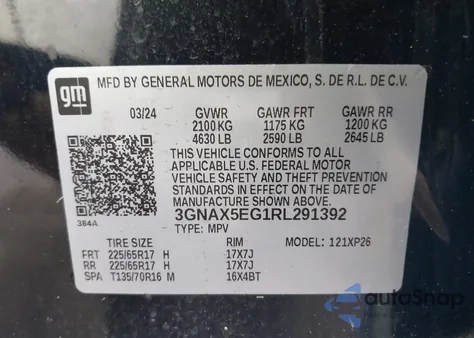 gm
MFD BY GENERAL MOTORS DE MEXICO, S. DE R.L. DE C.V.
03/24 GVWR GAWR FRT GAWR RR
2100 KG 1175 KG 1200 KG
4630 LB 2590 LB 2645 LB
THIS VEHICLE CONFORMS TO ALL
APPLICABLE U.S. FEDERAL MOTOR
VEHICLE SAFETY AND THEFT PREVENTION
STANDARDS IN EFFECT ON THE DATE OF
MANUFACTURE SHOWN ABOVE.
384A
3GNAX5EG1RL291392
TYPE: MPV MODEL: 121XP26
TIRE SIZE RIM
FRT 225/65R17 H 17X7J
RR 225/65R17 H 17X7J
SPA T135/70R16 M 16X4BT
autoSnap